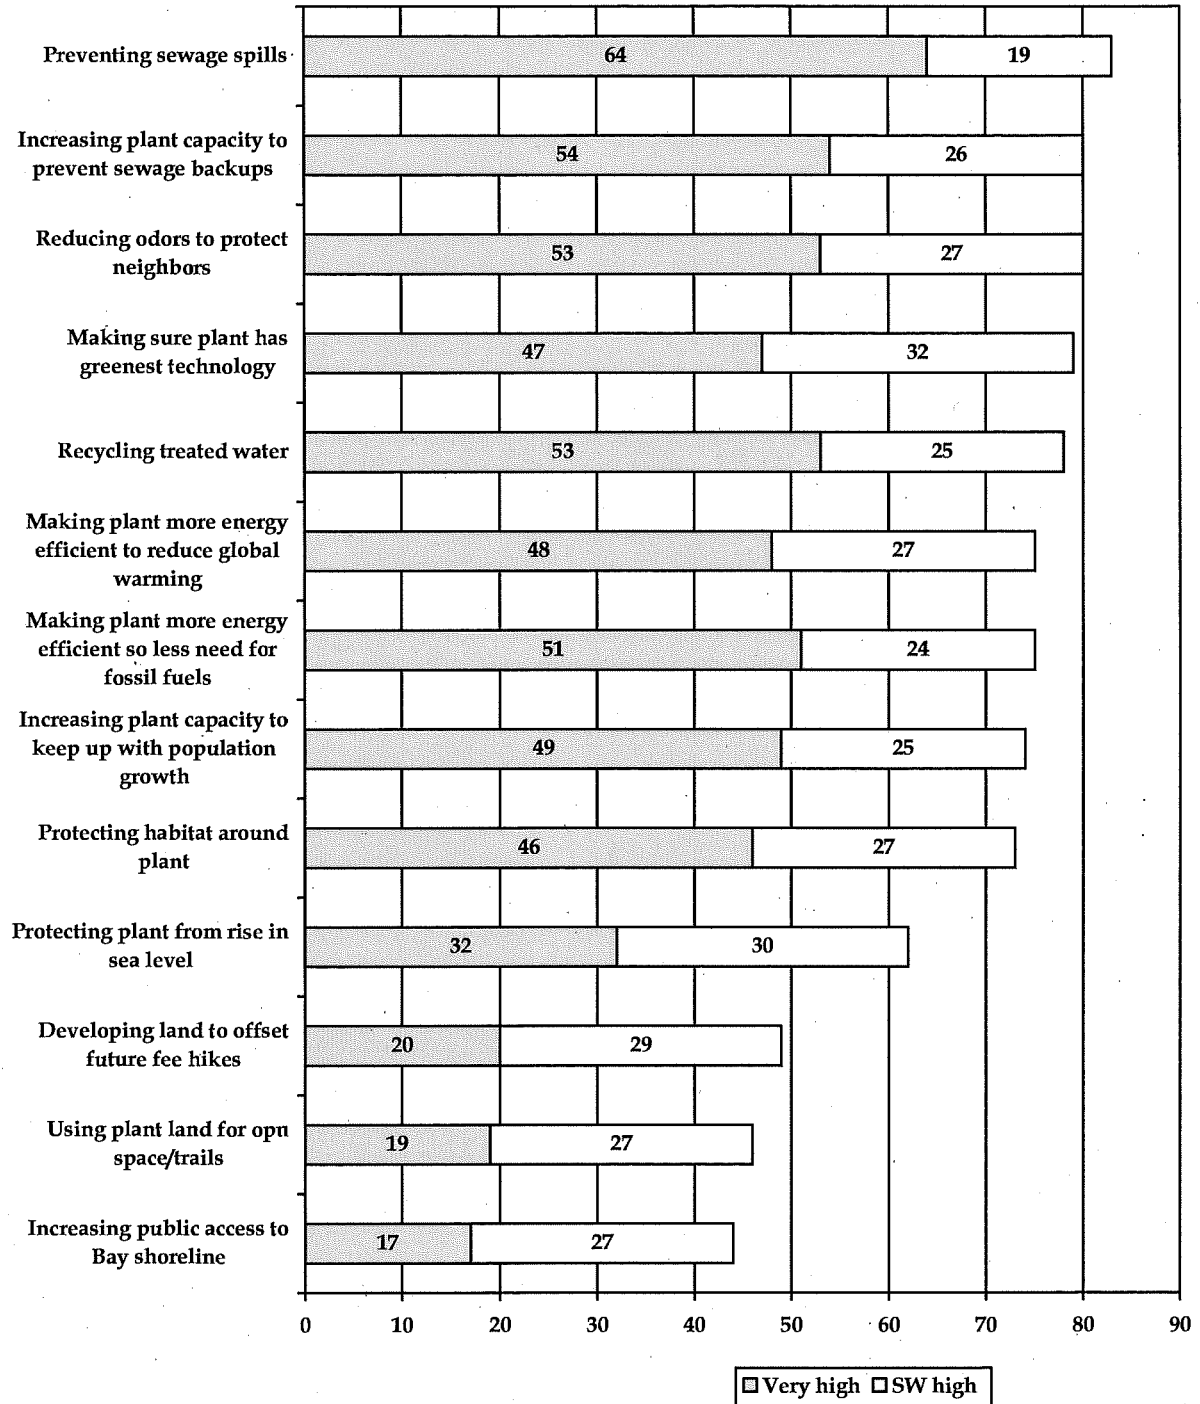 Preventing sewage spills
64 19
Increasing plant capacity to
prevent sewage backups
54 26
Reducing odors to protect
neighbors
53 27
Making sure plant has
greenest technology
47 32
Recycling treated water
53 25
Making plant more energy
efficient to reduce global
warming
48 27
Making plant more energy
efficient so less need for
fossil fuels
51 24
Increasing plant capacity to
keep up with population
growth
49 25
Protecting habitat around
plant
46 27
Protecting plant from rise in
sea level
32 30
Developing land to offset
future fee hikes
20 29
Using plant land for opn
space/trails
19 27
Increasing public access to
Bay shoreline
17 27
0 10 20 30 40 50 60 70 80 90
Very high SW high